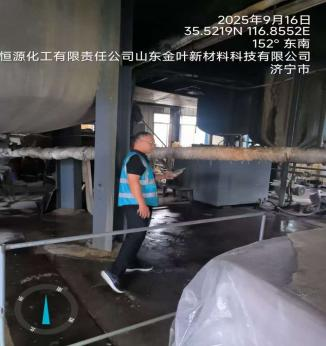 2025年9月16日
35.5219N 116.8552E
152° 东南
恒源化工有限责任公司山东金叶新材料科技有限公司
济宁市